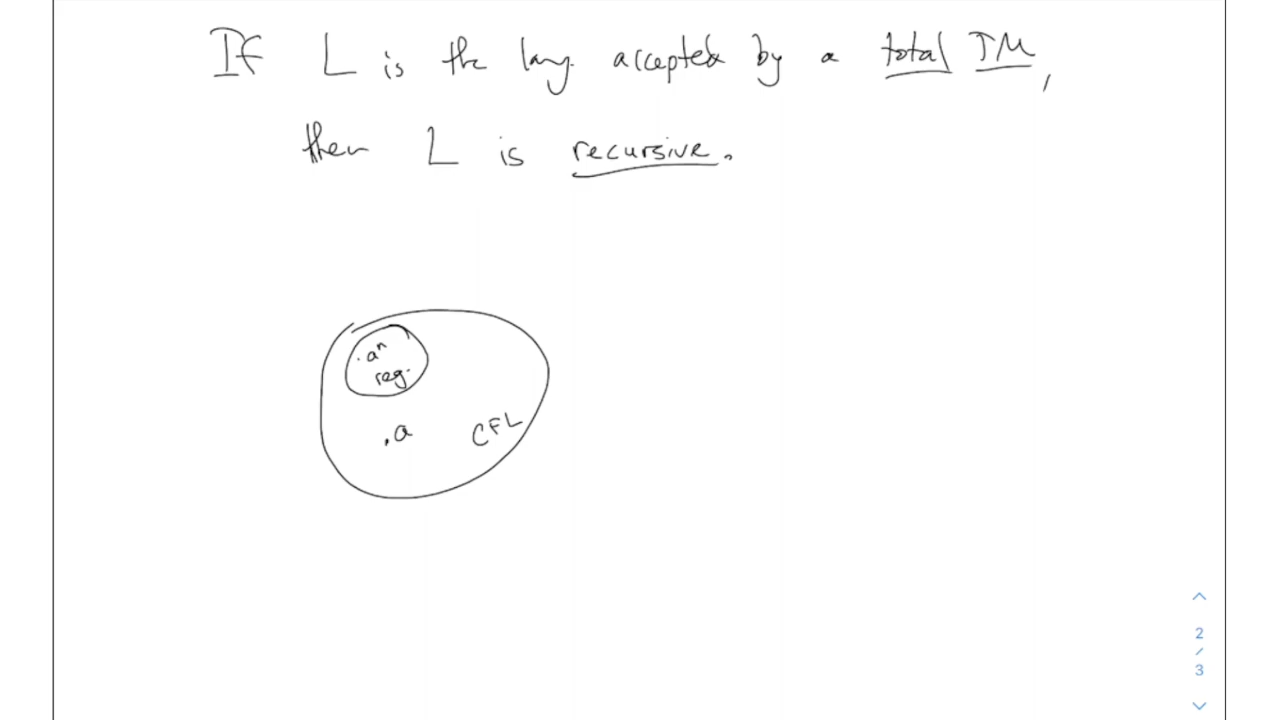 If L is the lang. accepted by a total TM,
then L is recursive.
.aⁿ
reg.
.a
CFL
2
/
3